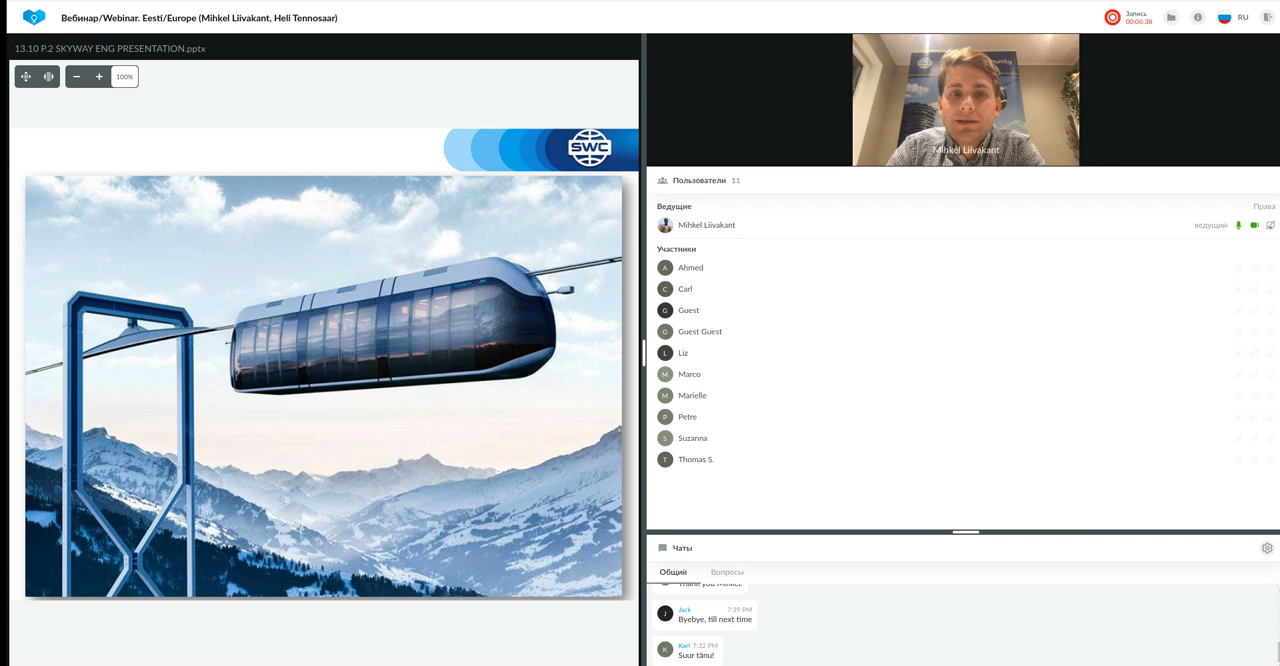 Вебинар/Webinar. Eesti/Europe (Mihkel Liivakant, Heli Tennosaar)
Запись
00:06:38
RU
13.10 P.2 SKYWAY ENG PRESENTATION.pptx
100%
SWC
Mihkel Liivakant
Пользователи 11
Ведущие
Права
Mihkel Liivakant
ведущий
Участники
A Ahmed
C Carl
G Guest
G Guest Guest
L Liz
M Marco
M Marielle
P Petre
S Suzanna
T Thomas S.
Чаты
Общий
Вопросы
Thank you Mihkel.
J
Jack 7:39 PM
Byebye, till next time
K
Karl 7:32 PM
Suur tänu!